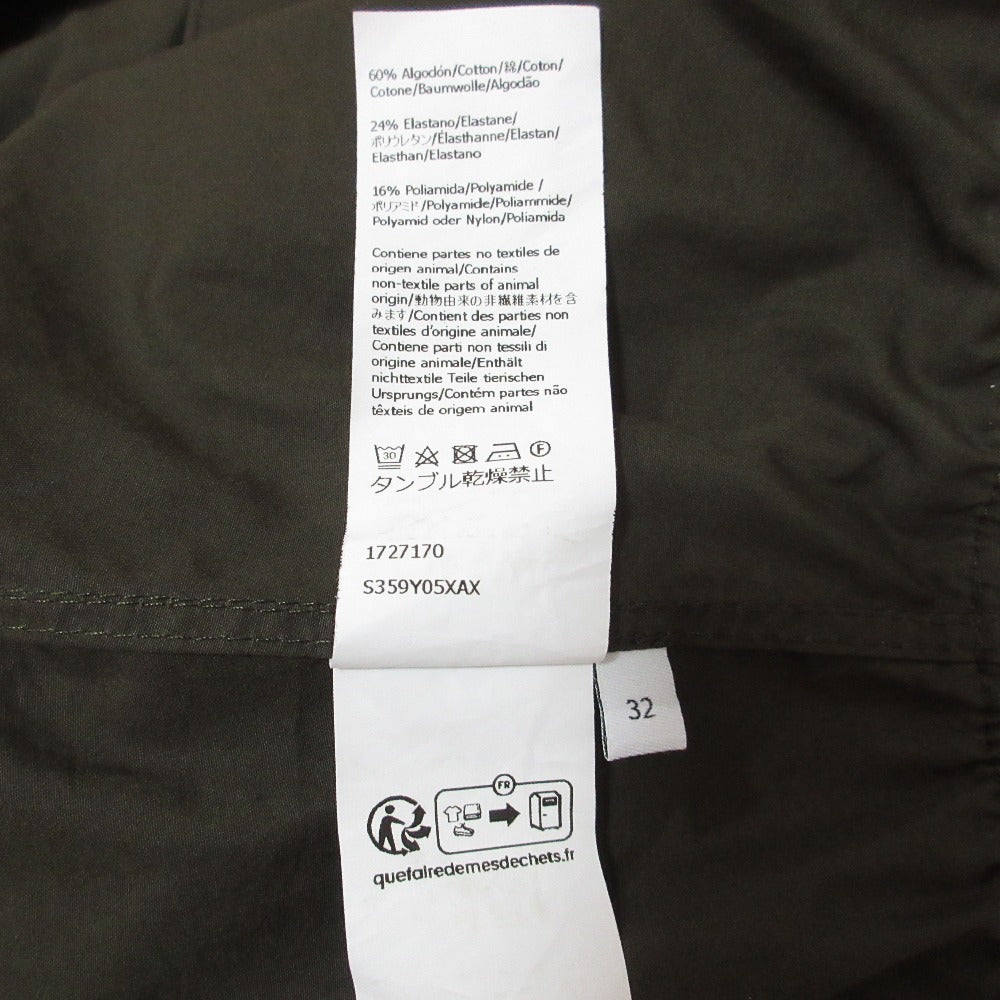 60% Algodón/Cotton/綿/Coton/
Cotone/Baumwolle/Algodão
24% Elastano/Elastane/
ポリウレタン/Élasthanne/Elastan/
Elasthan/Elastano
16% Poliamida/Polyamide /
ポリアミド/Polyamide/Poliammide/
Polyamid oder Nylon/Poliamida
Contiene partes no textiles de
origen animal/Contains
non-textile parts of animal
origin/動物由来の非繊維素材を含
みます/Contient des parties non
textiles d'origine animale/
Contiene parti non tessili di
origine animale/Enthält
nichttextile Teile tierischen
Ursprungs/Contém partes não
têxteis de origem animal
30 F
タンブル乾燥禁止
1727170
S359Y05XAX
32
FR
quefairedemesdechets.fr